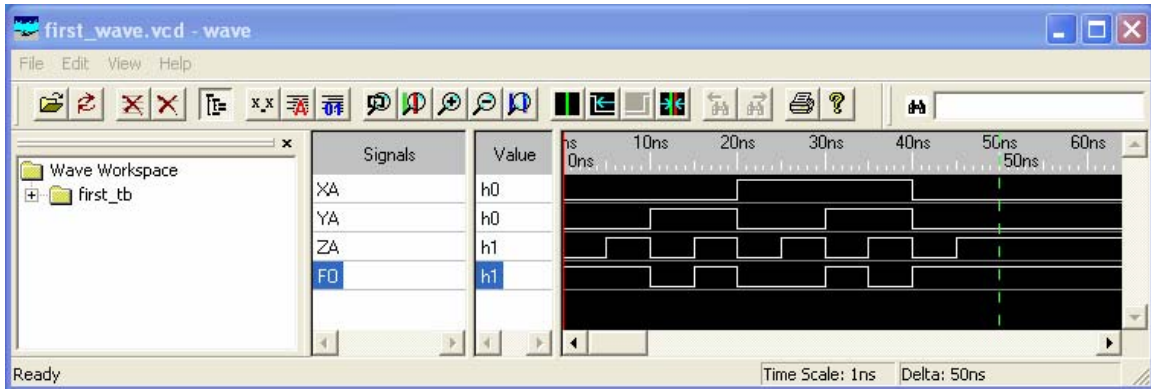 first_wave.vcd - wave
File Edit View Help
Wave Workspace
first_tb
Signals
Value
XA h0
YA h0
ZA h1
FO h1
ns 10ns 20ns 30ns 40ns 50ns 60ns
0ns 50ns
Ready
Time Scale: 1ns
Delta: 50ns